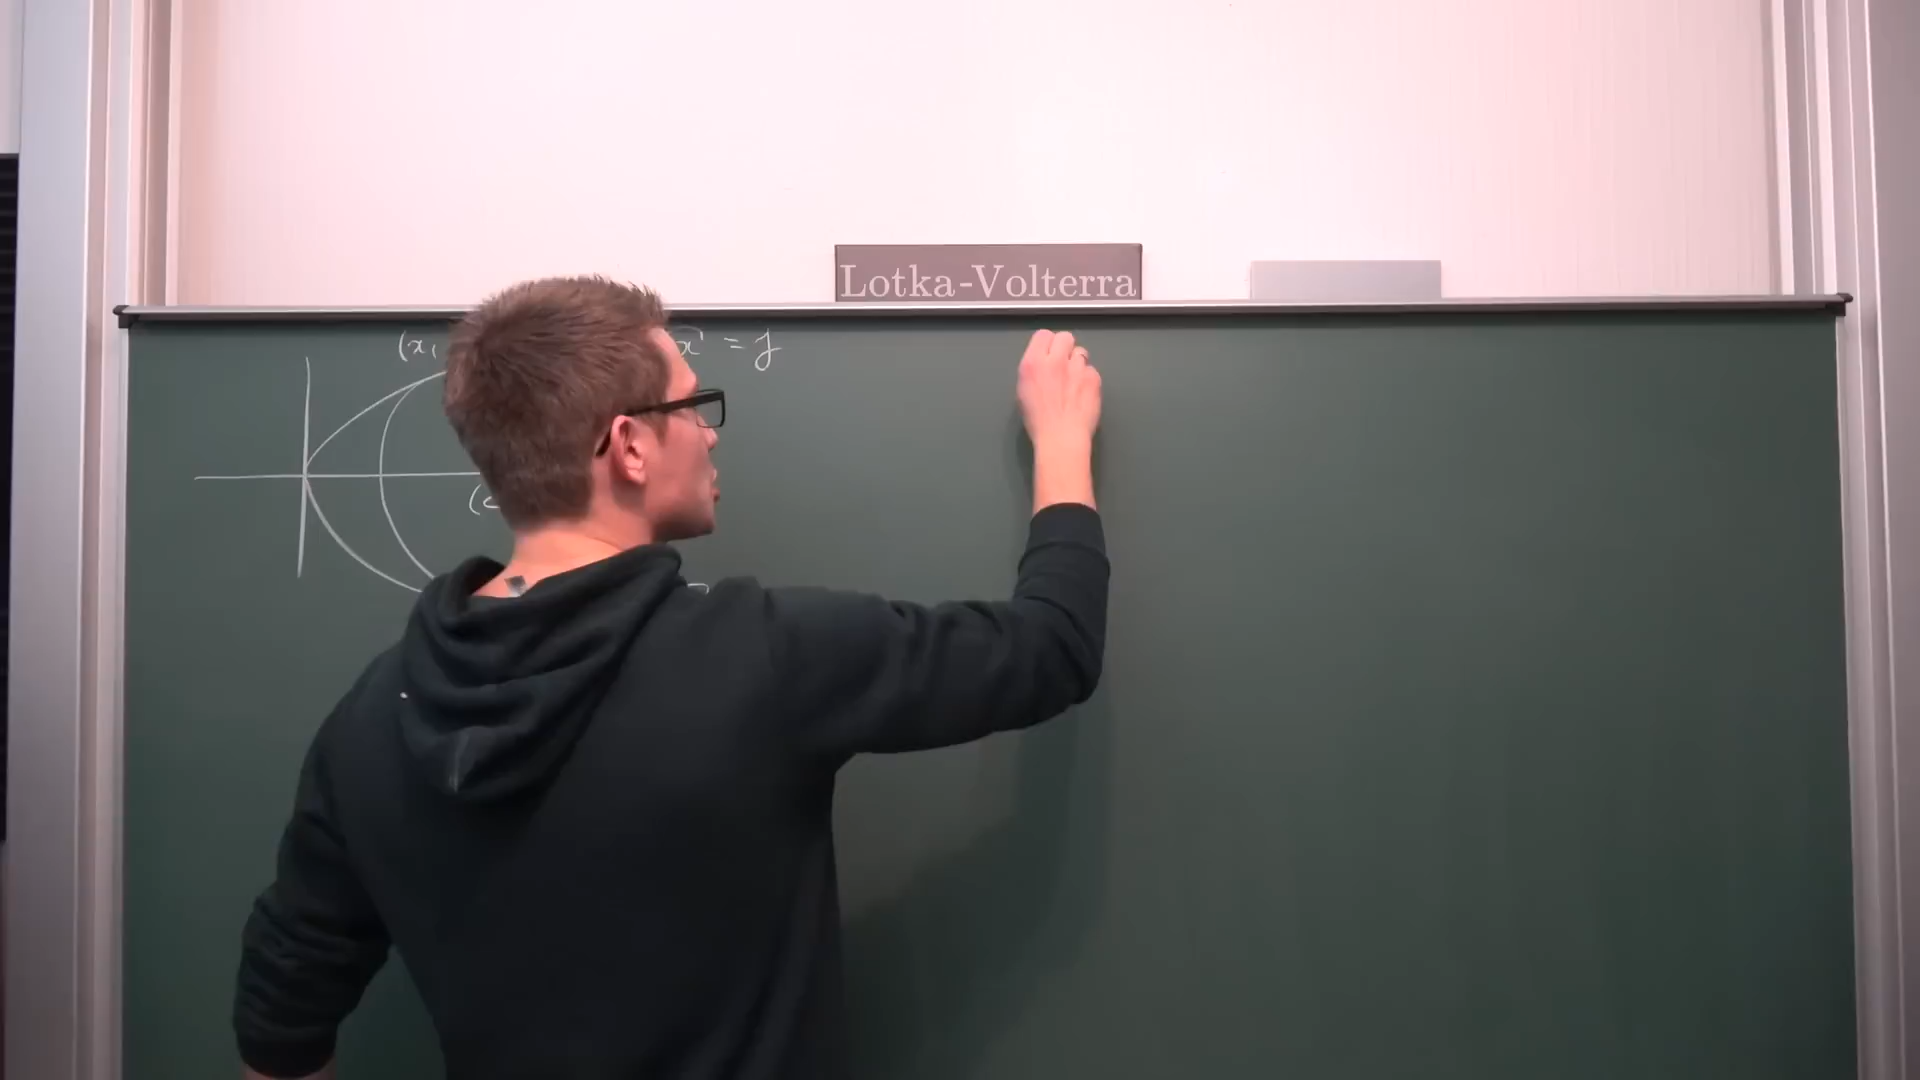 Lotka-Volterra
(x,
= y
(c